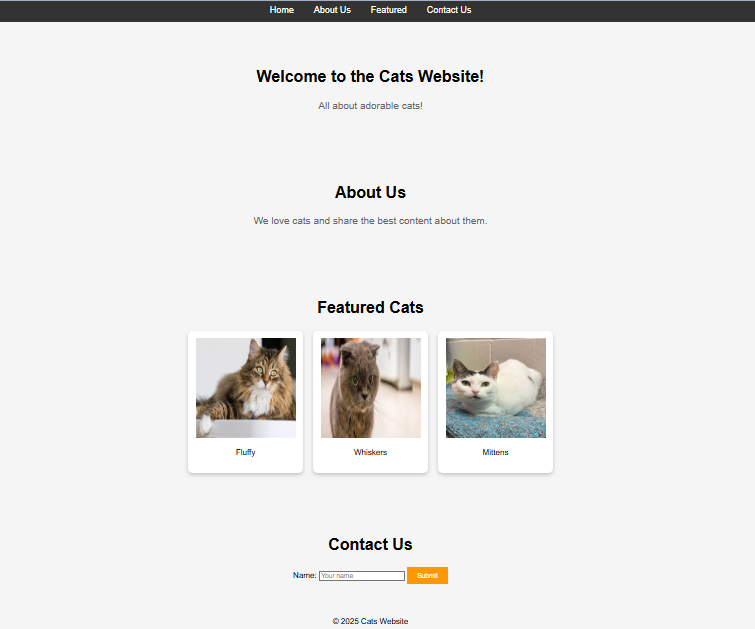 Home About Us Featured Contact Us
Welcome to the Cats Website!
All about adorable cats!
About Us
We love cats and share the best content about them.
Featured Cats
Fluffy Whiskers Mittens
Contact Us
Name: Your name Submit
© 2025 Cats Website